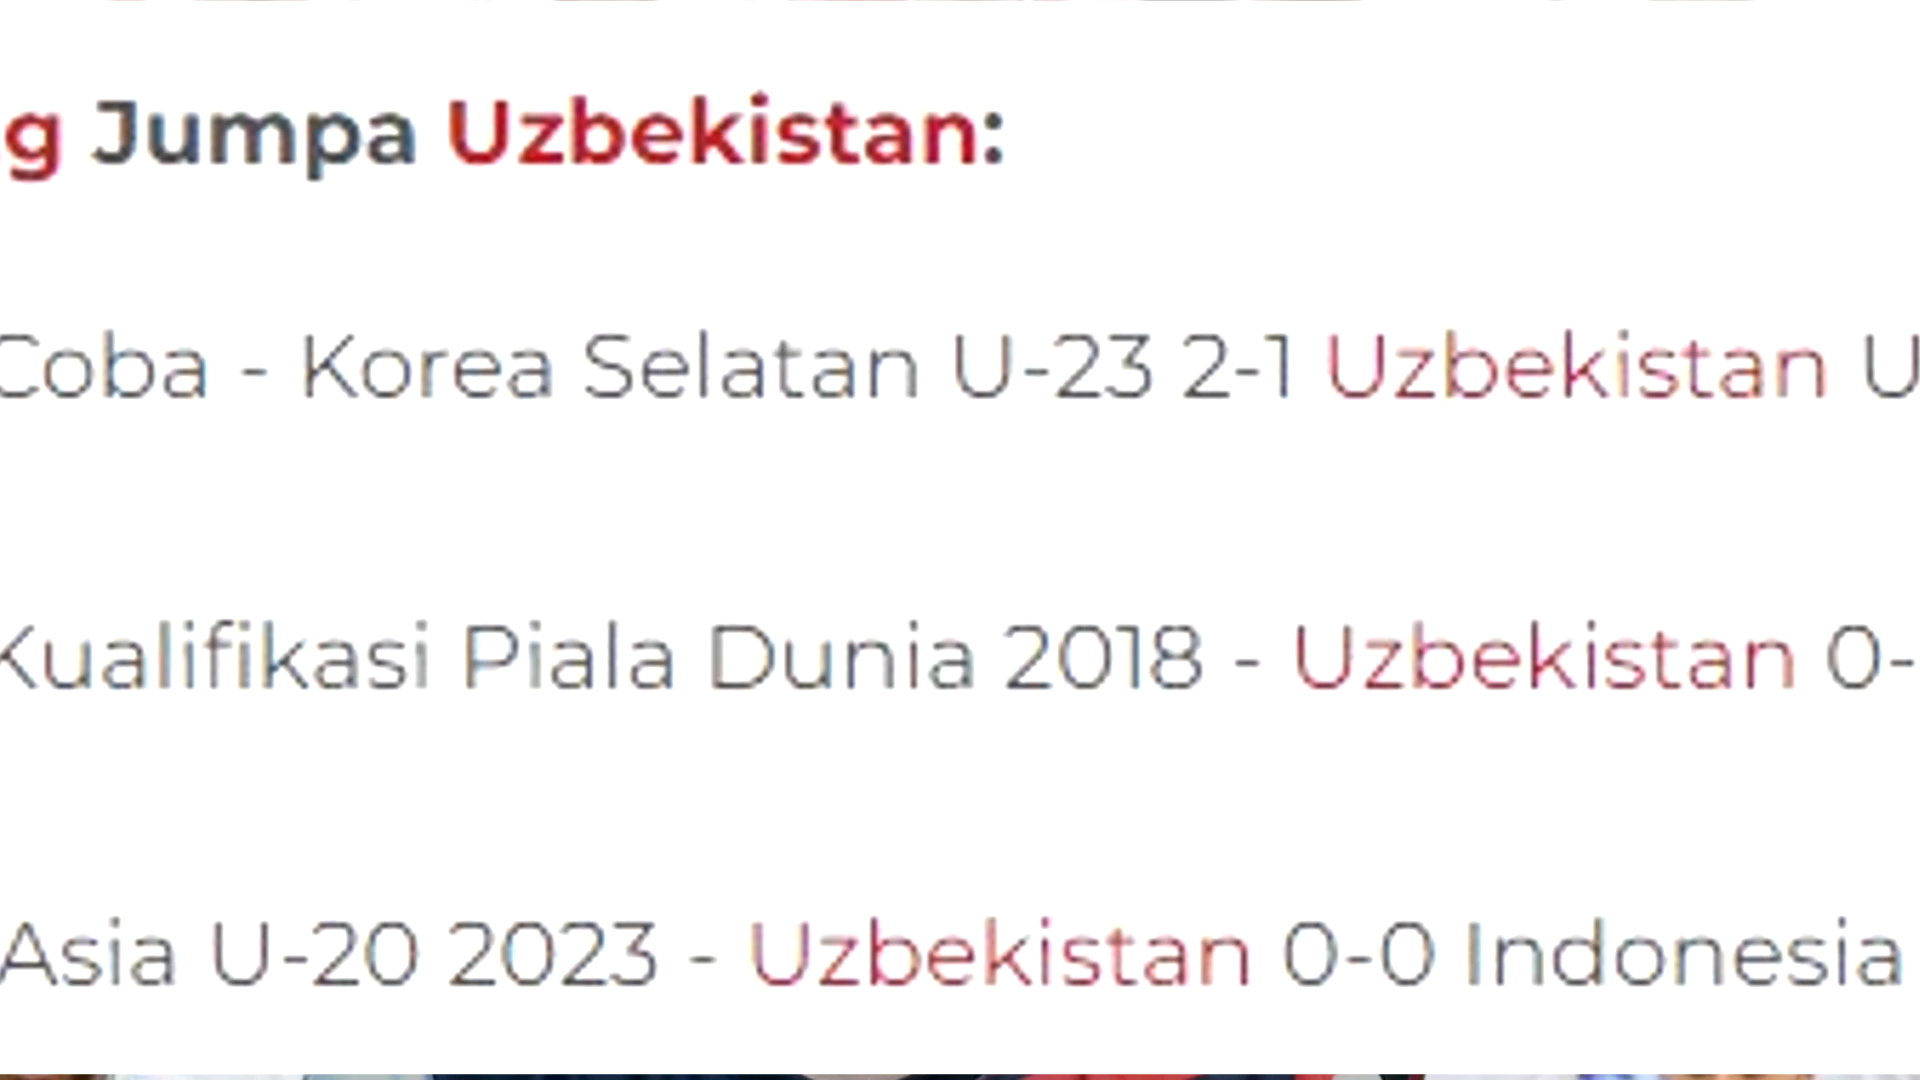 g Jumpa Uzbekistan:
Coba - Korea Selatan U-23 2-1 Uzbekistan U
Kualifikasi Piala Dunia 2018 - Uzbekistan 0-
Asia U-20 2023 - Uzbekistan 0-0 Indonesia